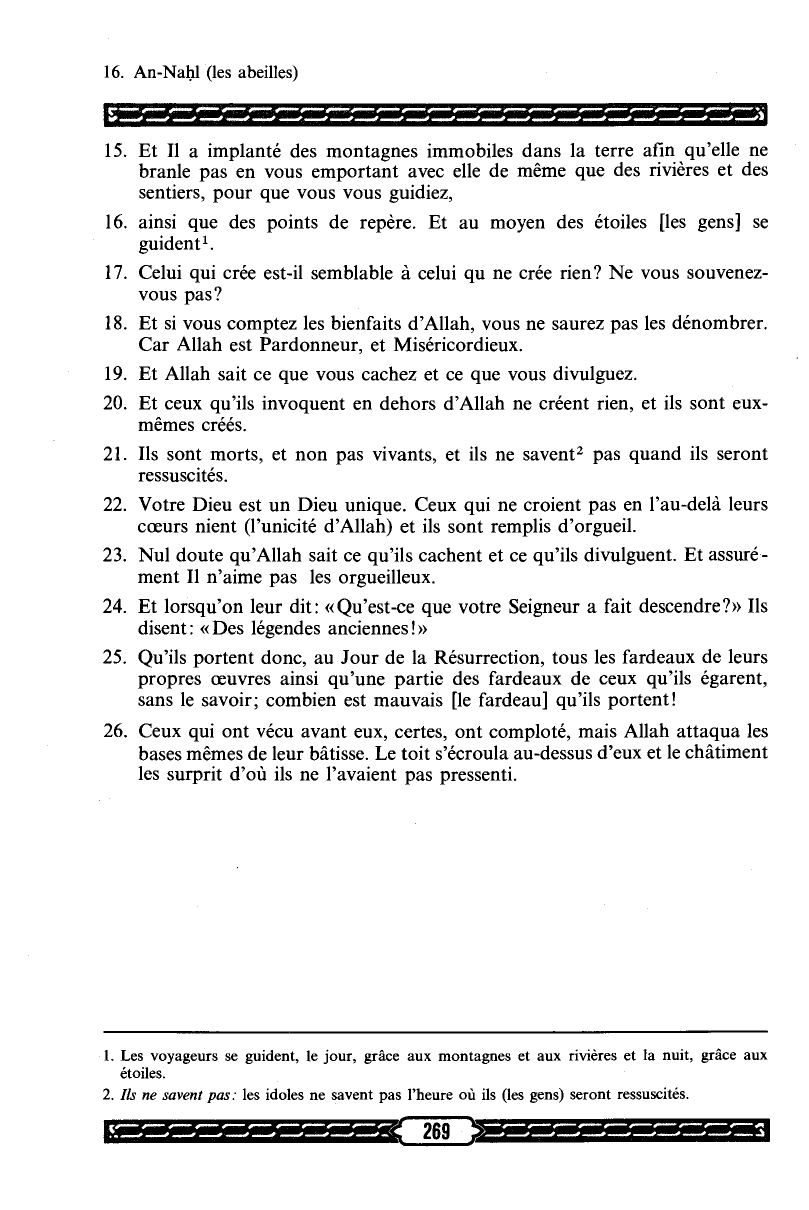 16. An-Naḥl (les abeilles)
15. Et Il a implanté des montagnes immobiles dans la terre afin qu'elle ne
branle pas en vous emportant avec elle de même que des rivières et des
sentiers, pour que vous vous guidiez,
16. ainsi que des points de repère. Et au moyen des étoiles [les gens] se
guident¹.
17. Celui qui crée est-il semblable à celui qu ne crée rien? Ne vous souvenez-
vous pas?
18. Et si vous comptez les bienfaits d'Allah, vous ne saurez pas les dénombrer.
Car Allah est Pardonneur, et Miséricordieux.
19. Et Allah sait ce que vous cachez et ce que vous divulguez.
20. Et ceux qu'ils invoquent en dehors d'Allah ne créent rien, et ils sont eux-
mêmes créés.
21. Ils sont morts, et non pas vivants, et ils ne savent² pas quand ils seront
ressuscités.
22. Votre Dieu est un Dieu unique. Ceux qui ne croient pas en l'au-delà leurs
cœurs nient (l'unicité d'Allah) et ils sont remplis d'orgueil.
23. Nul doute qu'Allah sait ce qu'ils cachent et ce qu'ils divulguent. Et assuré-
ment Il n'aime pas les orgueilleux.
24. Et lorsqu'on leur dit: «Qu'est-ce que votre Seigneur a fait descendre?» Ils
disent: «Des légendes anciennes!»
25. Qu'ils portent donc, au Jour de la Résurrection, tous les fardeaux de leurs
propres œuvres ainsi qu'une partie des fardeaux de ceux qu'ils égarent,
sans le savoir; combien est mauvais [le fardeau] qu'ils portent!
26. Ceux qui ont vécu avant eux, certes, ont comploté, mais Allah attaqua les
bases mêmes de leur bâtisse. Le toit s'écroula au-dessus d'eux et le châtiment
les surprit d'où ils ne l'avaient pas pressenti.
1. Les voyageurs se guident, le jour, grâce aux montagnes et aux rivières et la nuit, grâce aux
étoiles.
2. Ils ne savent pas: les idoles ne savent pas l'heure où ils (les gens) seront ressuscités.
269